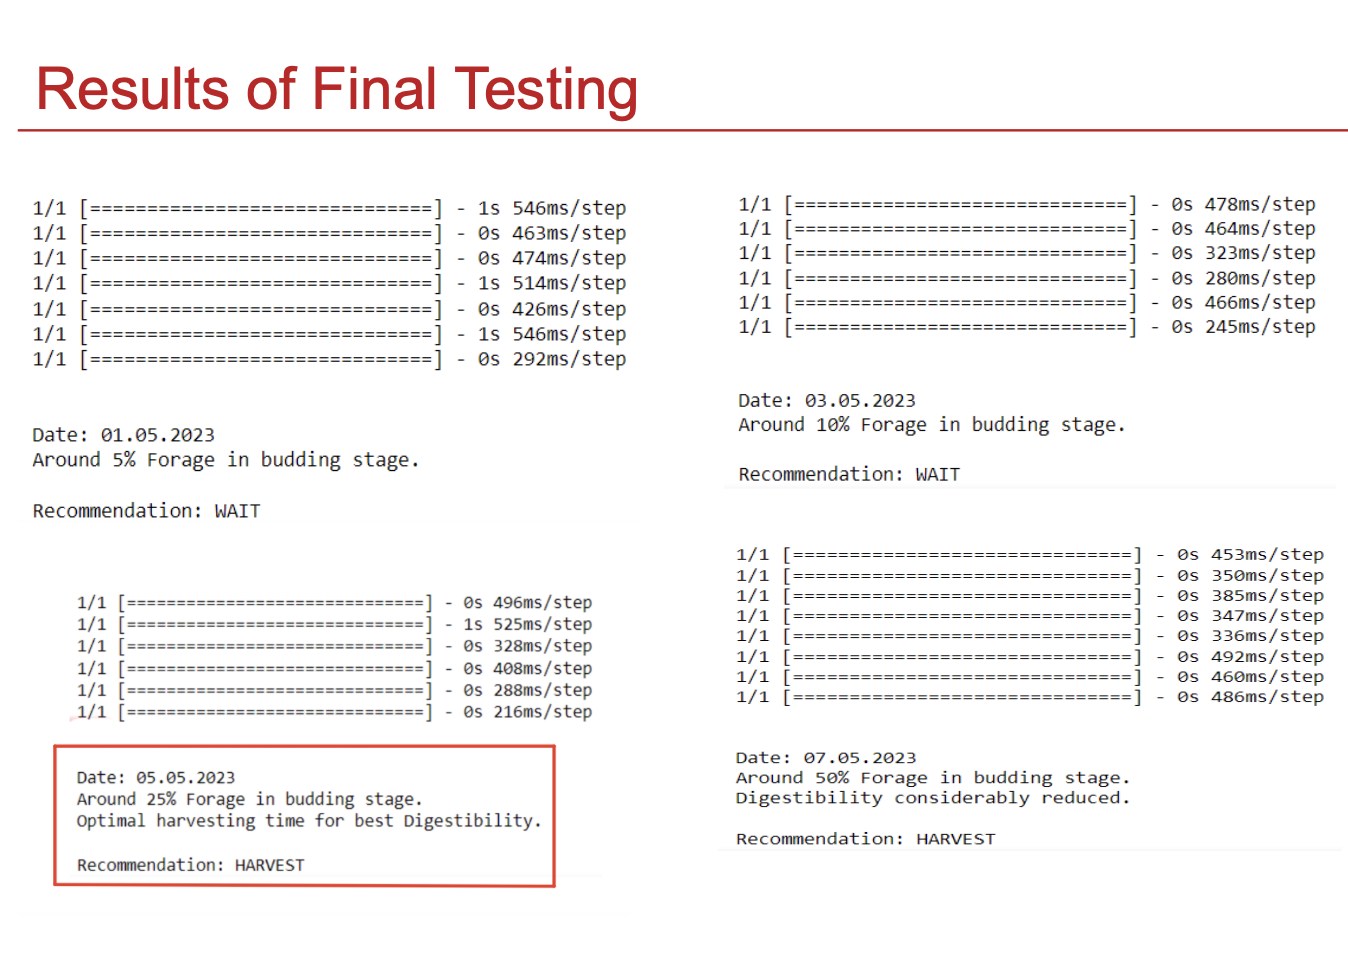 Results of Final Testing
1/1 [==============================] - 1s 546ms/step
1/1 [==============================] - 0s 463ms/step
1/1 [==============================] - 0s 474ms/step
1/1 [==============================] - 1s 514ms/step
1/1 [==============================] - 0s 426ms/step
1/1 [==============================] - 1s 546ms/step
1/1 [==============================] - 0s 292ms/step
Date: 01.05.2023
Around 5% Forage in budding stage.
Recommendation: WAIT
1/1 [==============================] - 0s 478ms/step
1/1 [==============================] - 0s 464ms/step
1/1 [==============================] - 0s 323ms/step
1/1 [==============================] - 0s 280ms/step
1/1 [==============================] - 0s 466ms/step
1/1 [==============================] - 0s 245ms/step
Date: 03.05.2023
Around 10% Forage in budding stage.
Recommendation: WAIT
1/1 [==============================] - 0s 496ms/step
1/1 [==============================] - 1s 525ms/step
1/1 [==============================] - 0s 328ms/step
1/1 [==============================] - 0s 408ms/step
1/1 [==============================] - 0s 288ms/step
1/1 [==============================] - 0s 216ms/step
Date: 05.05.2023
Around 25% Forage in budding stage.
Optimal harvesting time for best Digestibility.
Recommendation: HARVEST
1/1 [==============================] - 0s 453ms/step
1/1 [==============================] - 0s 350ms/step
1/1 [==============================] - 0s 385ms/step
1/1 [==============================] - 0s 347ms/step
1/1 [==============================] - 0s 336ms/step
1/1 [==============================] - 0s 492ms/step
1/1 [==============================] - 0s 460ms/step
1/1 [==============================] - 0s 486ms/step
Date: 07.05.2023
Around 50% Forage in budding stage.
Digestibility considerably reduced.
Recommendation: HARVEST